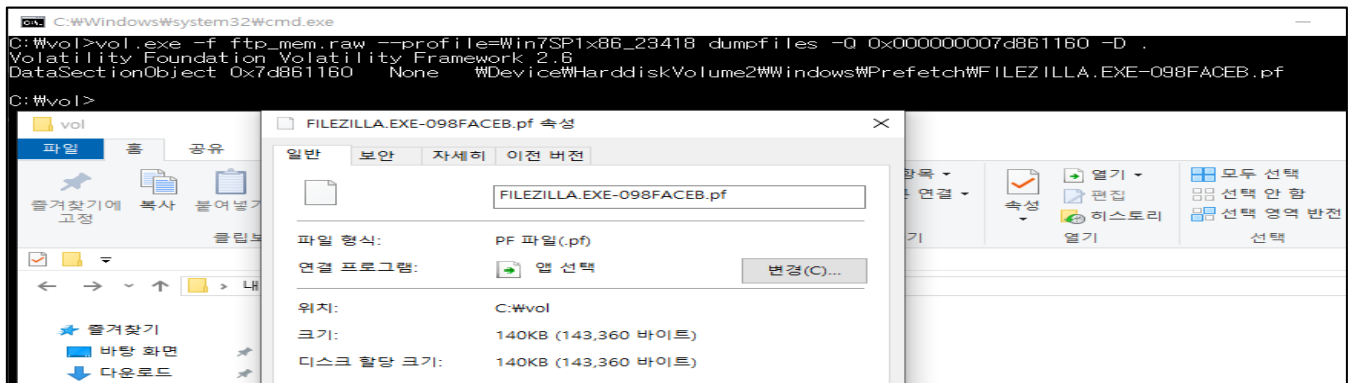 C:₩Windows₩system32₩cmd.exe
C:₩vol>vol.exe -f ftp_mem.raw --profile=Win7SP1x86_23418 dumpfiles -Q 0x000000007d861160 -D .
Volatility Foundation Volatility Framework 2.6
DataSectionObject 0x7d861160   None   ₩Device₩HarddiskVolume2₩Windows₩Prefetch₩FILEZILLA.EXE-098FACEB.pf
C:₩vol>
vol
FILEZILLA.EXE-098FACEB.pf 속성
파일 홈 공유
일반 보안 자세히 이전 버전
즐겨찾기에 고정
복사
붙여넣기
FILEZILLA.EXE-098FACEB.pf
연결
속성
열기
편집
히스토리
모두 선택
선택 안 함
선택 영역 반전
파일 형식: PF 파일(.pf)
열기
선택
연결 프로그램: 앱 선택 변경(C)...
위치: C:₩vol
즐겨찾기
크기: 140KB (143,360 바이트)
바탕 화면
디스크 할당 크기: 140KB (143,360 바이트)
다운로드